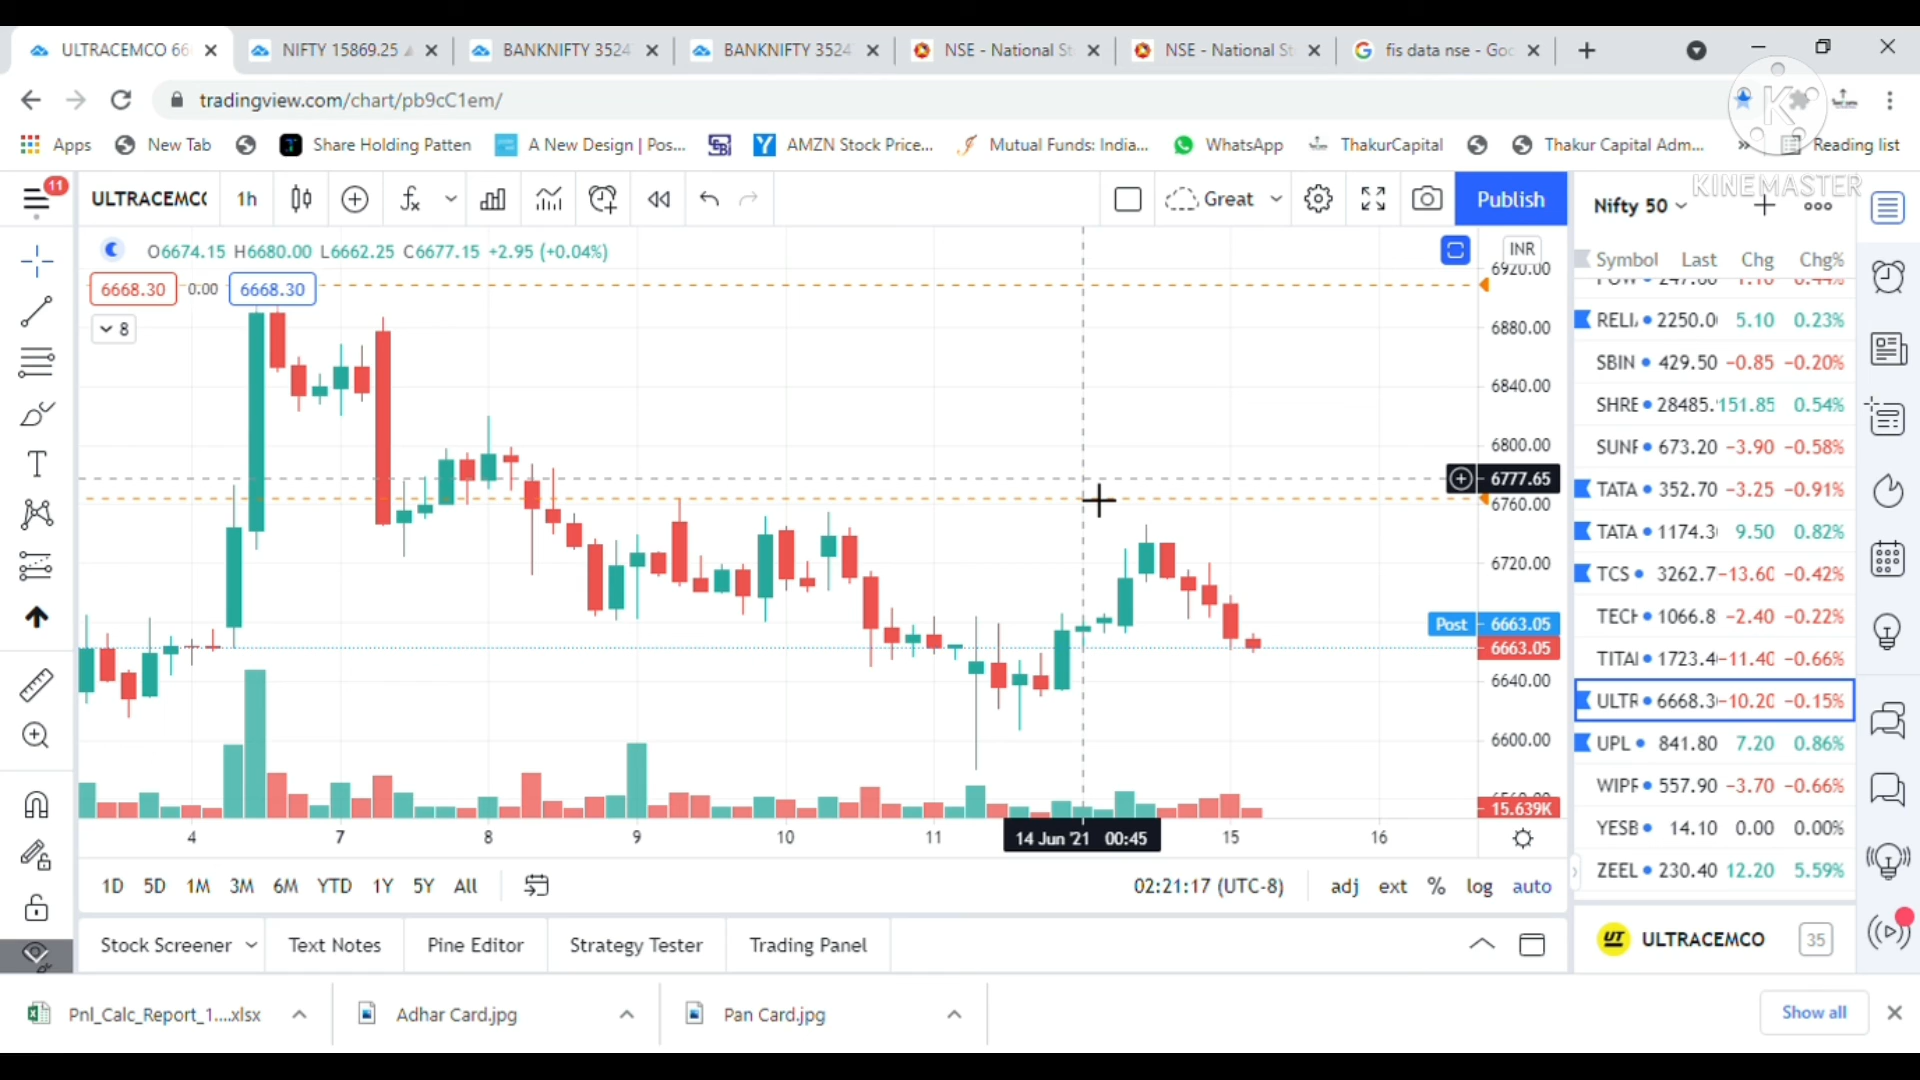 ULTRACEMCO 66
NIFTY 15869.25
BANKNIFTY 3524
BANKNIFTY 3524
NSE - National St
NSE - National St
fis data nse - Goo
tradingview.com/chart/pb9cC1em/
K
Apps
New Tab
Share Holding Patten
A New Design | Pos...
AMZN Stock Price...
Mutual Funds: India...
WhatsApp
ThakurCapital
Thakur Capital Adm...
»
Reading list
KINEMASTER
11
ULTRACEMC
1h
Great
Publish
Nifty 50
O6674.15 H6680.00 L6662.25 C6677.15 +2.95 (+0.04%)
INR
6668.30 0.00 6668.30
8
6920.00
6880.00
6840.00
6800.00
6777.65
6760.00
6720.00
Post 6663.05
6663.05
6640.00
6600.00
15.639K
4 7 8 9 10 11 14 Jun '21 00:45 15 16
Symbol Last Chg Chg%
RELI 2250.0 5.10 0.23%
SBIN 429.50 -0.85 -0.20%
SHRE 28485. 151.85 0.54%
SUNF 673.20 -3.90 -0.58%
TATA 352.70 -3.25 -0.91%
TATA 1174.3 9.50 0.82%
TCS 3262.7 -13.60 -0.42%
TECH 1066.8 -2.40 -0.22%
TITAI 1723.4 -11.40 -0.66%
ULTR 6668.3 -10.20 -0.15%
UPL 841.80 7.20 0.86%
WIPF 557.90 -3.70 -0.66%
YESB 14.10 0.00 0.00%
ZEEL 230.40 12.20 5.59%
1D 5D 1M 3M 6M YTD 1Y 5Y All
02:21:17 (UTC-8) adj ext % log auto
Stock Screener
Text Notes
Pine Editor
Strategy Tester
Trading Panel
UT ULTRACEMCO 35
Pnl_Calc_Report_1....xlsx
Adhar Card.jpg
Pan Card.jpg
Show all